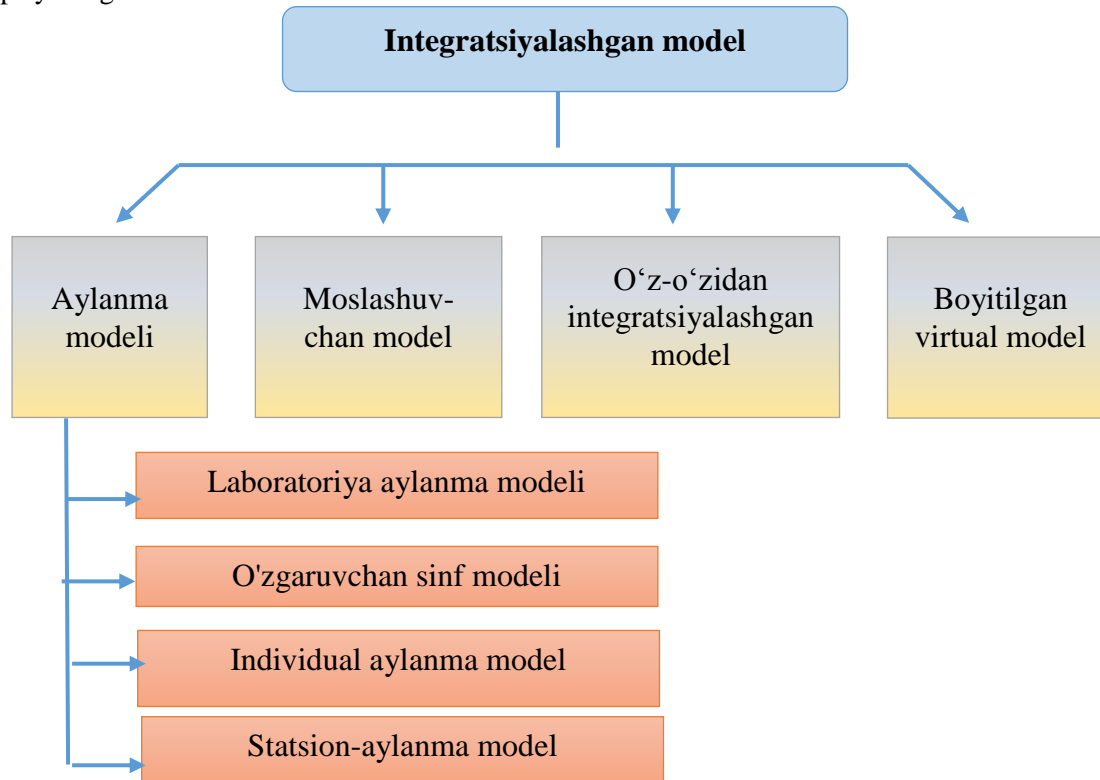 Integratsiyalashgan model
Aylanma
modeli
Moslashuv-
chan model
O‘z-o‘zidan
integratsiyalashgan
model
Boyitilgan
virtual model
Laboratoriya aylanma modeli
O'zgaruvchan sinf modeli
Individual aylanma model
Statsion-aylanma model